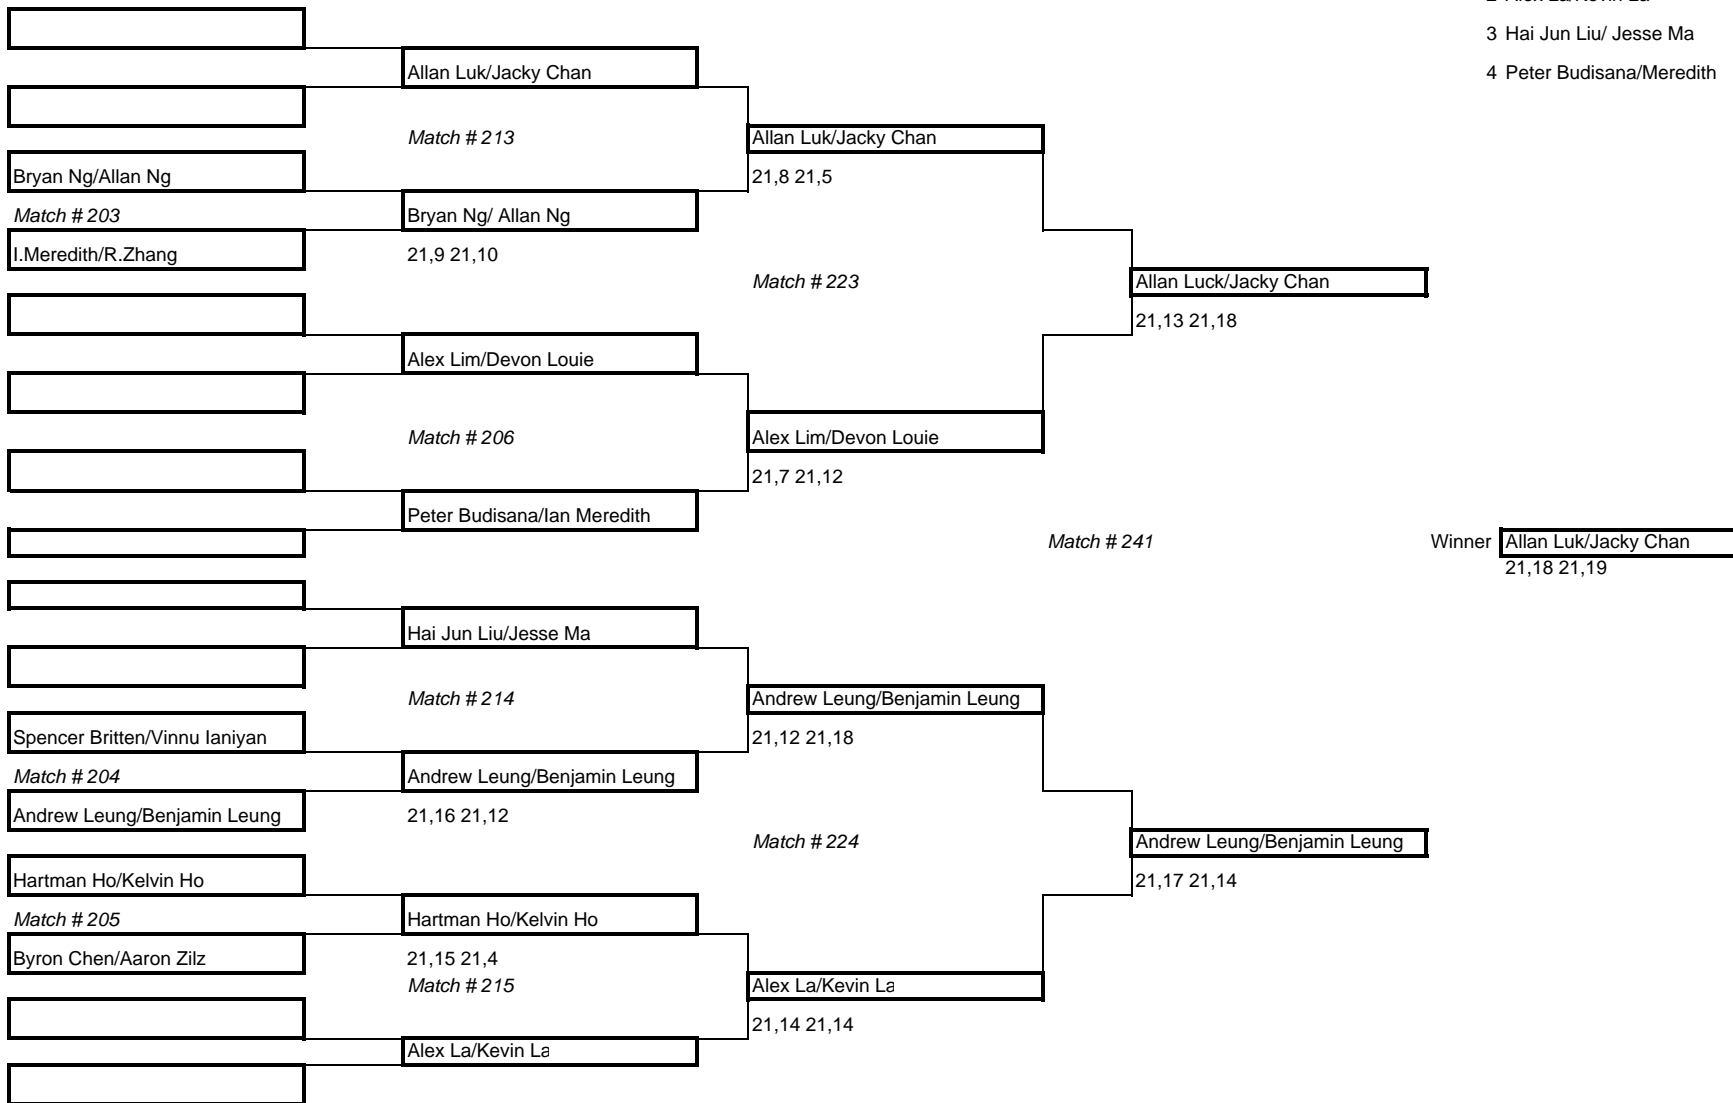 3 Hai Jun Liu/ Jesse Ma
Allan Luk/Jacky Chan
4 Peter Budisana/Meredith
Match # 213
Allan Luk/Jacky Chan
Bryan Ng/Allan Ng
21,8 21,5
Match # 203
Bryan Ng/ Allan Ng
I.Meredith/R.Zhang
21,9 21,10
Match # 223
Allan Luck/Jacky Chan
21,13 21,18
Alex Lim/Devon Louie
Match # 206
Alex Lim/Devon Louie
21,7 21,12
Peter Budisana/Ian Meredith
Match # 241
Winner
Allan Luk/Jacky Chan
21,18 21,19
Hai Jun Liu/Jesse Ma
Match # 214
Andrew Leung/Benjamin Leung
Spencer Britten/Vinnu Ianiyan
21,12 21,18
Match # 204
Andrew Leung/Benjamin Leung
Andrew Leung/Benjamin Leung
21,16 21,12
Match # 224
Andrew Leung/Benjamin Leung
Hartman Ho/Kelvin Ho
21,17 21,14
Match # 205
Hartman Ho/Kelvin Ho
Byron Chen/Aaron Zilz
21,15 21,4
Match # 215
Alex La/Kevin La
21,14 21,14
Alex La/Kevin La